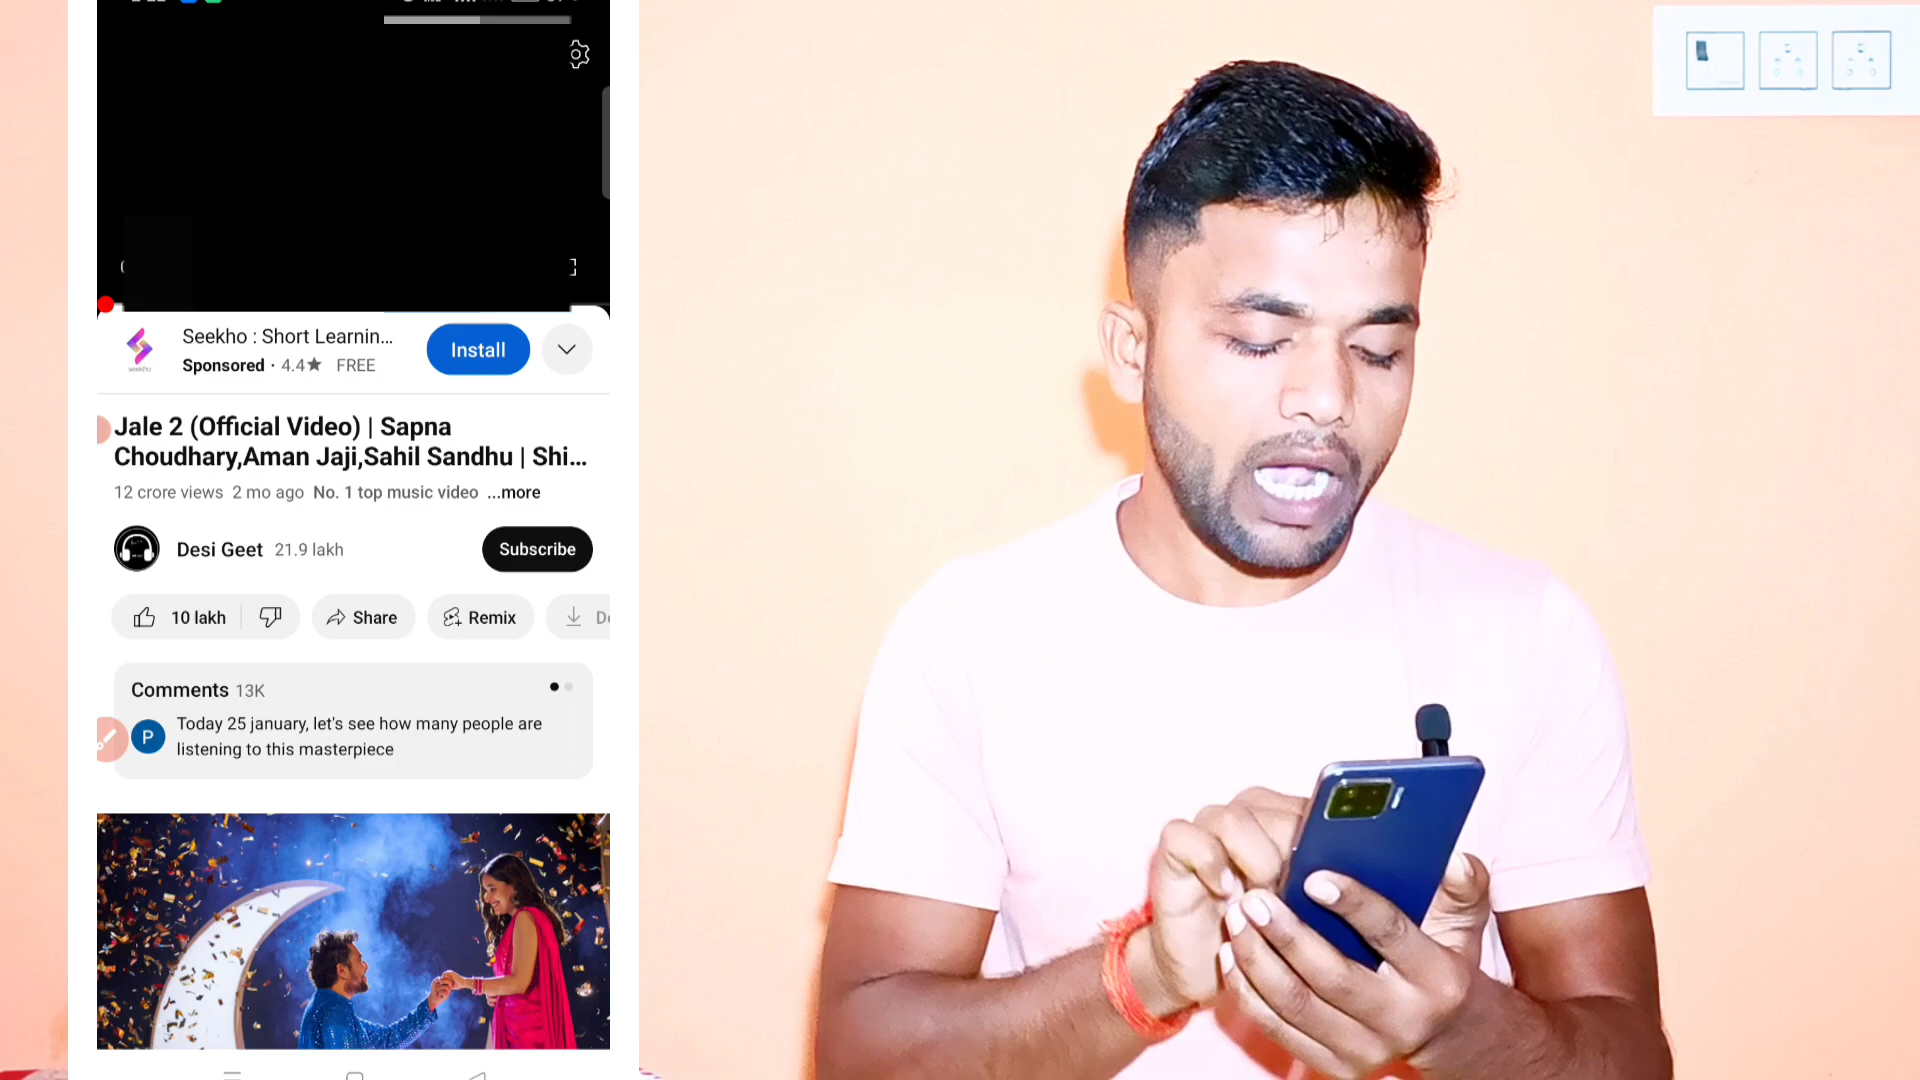 Seekho : Short Learnin...
Install
Sponsored · 4.4★ FREE
seekho
Jale 2 (Official Video) | Sapna
Choudhary,Aman Jaji,Sahil Sandhu | Shi...
12 crore views 2 mo ago No. 1 top music video ...more
Desi Geet 21.9 lakh
Subscribe
10 lakh
Share
Remix
Comments 13K
P
Today 25 january, let's see how many people are
listening to this masterpiece